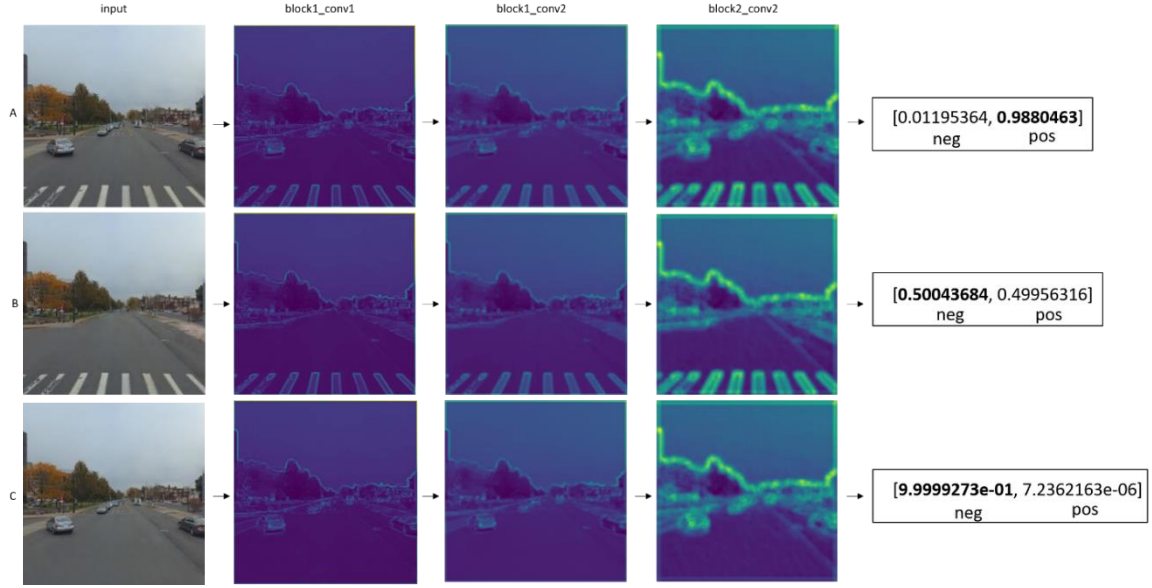 input block1_conv1 block1_conv2 block2_conv2
A
[0.01195364, 0.9880463]
neg pos
B
[0.50043684, 0.49956316]
neg pos
C
[9.9999273e-01, 7.2362163e-06]
neg pos